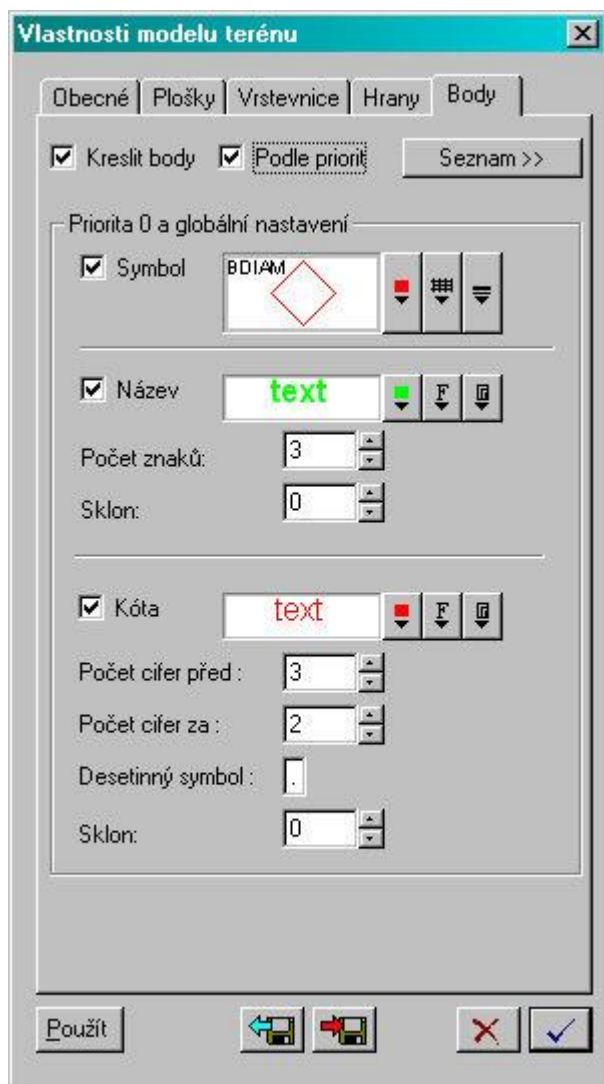 Vlastnosti modelu terénu
Obecné Plošky Vrstevnice Hrany Body
Kreslit body Podle priorit Seznam >>
Priorita 0 a globální nastavení
Symbol BDIAM
Název text F
Počet znaků: 3
Sklon: 0
Kóta text F
Počet cifer před : 3
Počet cifer za : 2
Desetinný symbol : .
Sklon: 0
Použít